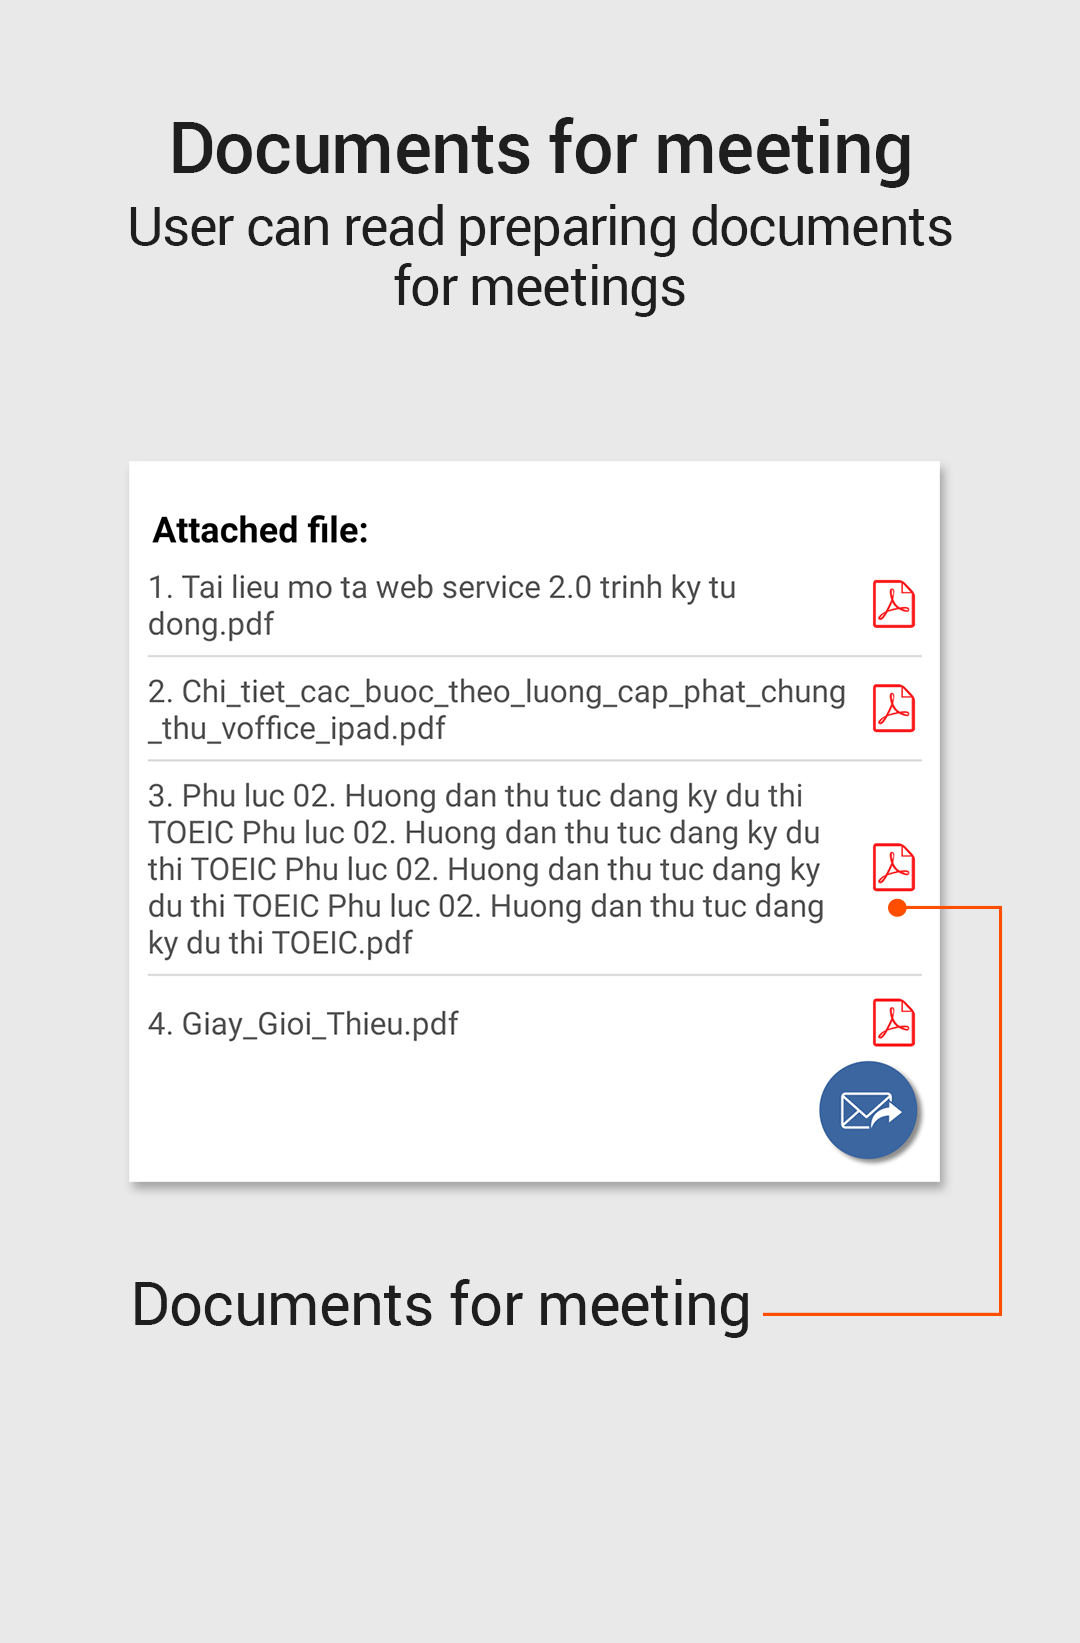 Documents for meeting
User can read preparing documents
for meetings
Attached file:
1. Tai lieu mo ta web service 2.0 trinh ky tu
dong.pdf
2. Chi_tiet_cac_buoc_theo_luong_cap_phat_chung
_thu_voffice_ipad.pdf
3. Phu luc 02. Huong dan thu tuc dang ky du thi
TOEIC Phu luc 02. Huong dan thu tuc dang ky du
thi TOEIC Phu luc 02. Huong dan thu tuc dang ky
du thi TOEIC Phu luc 02. Huong dan thu tuc dang
ky du thi TOEIC.pdf
4. Giay_Gioi_Thieu.pdf
Documents for meeting